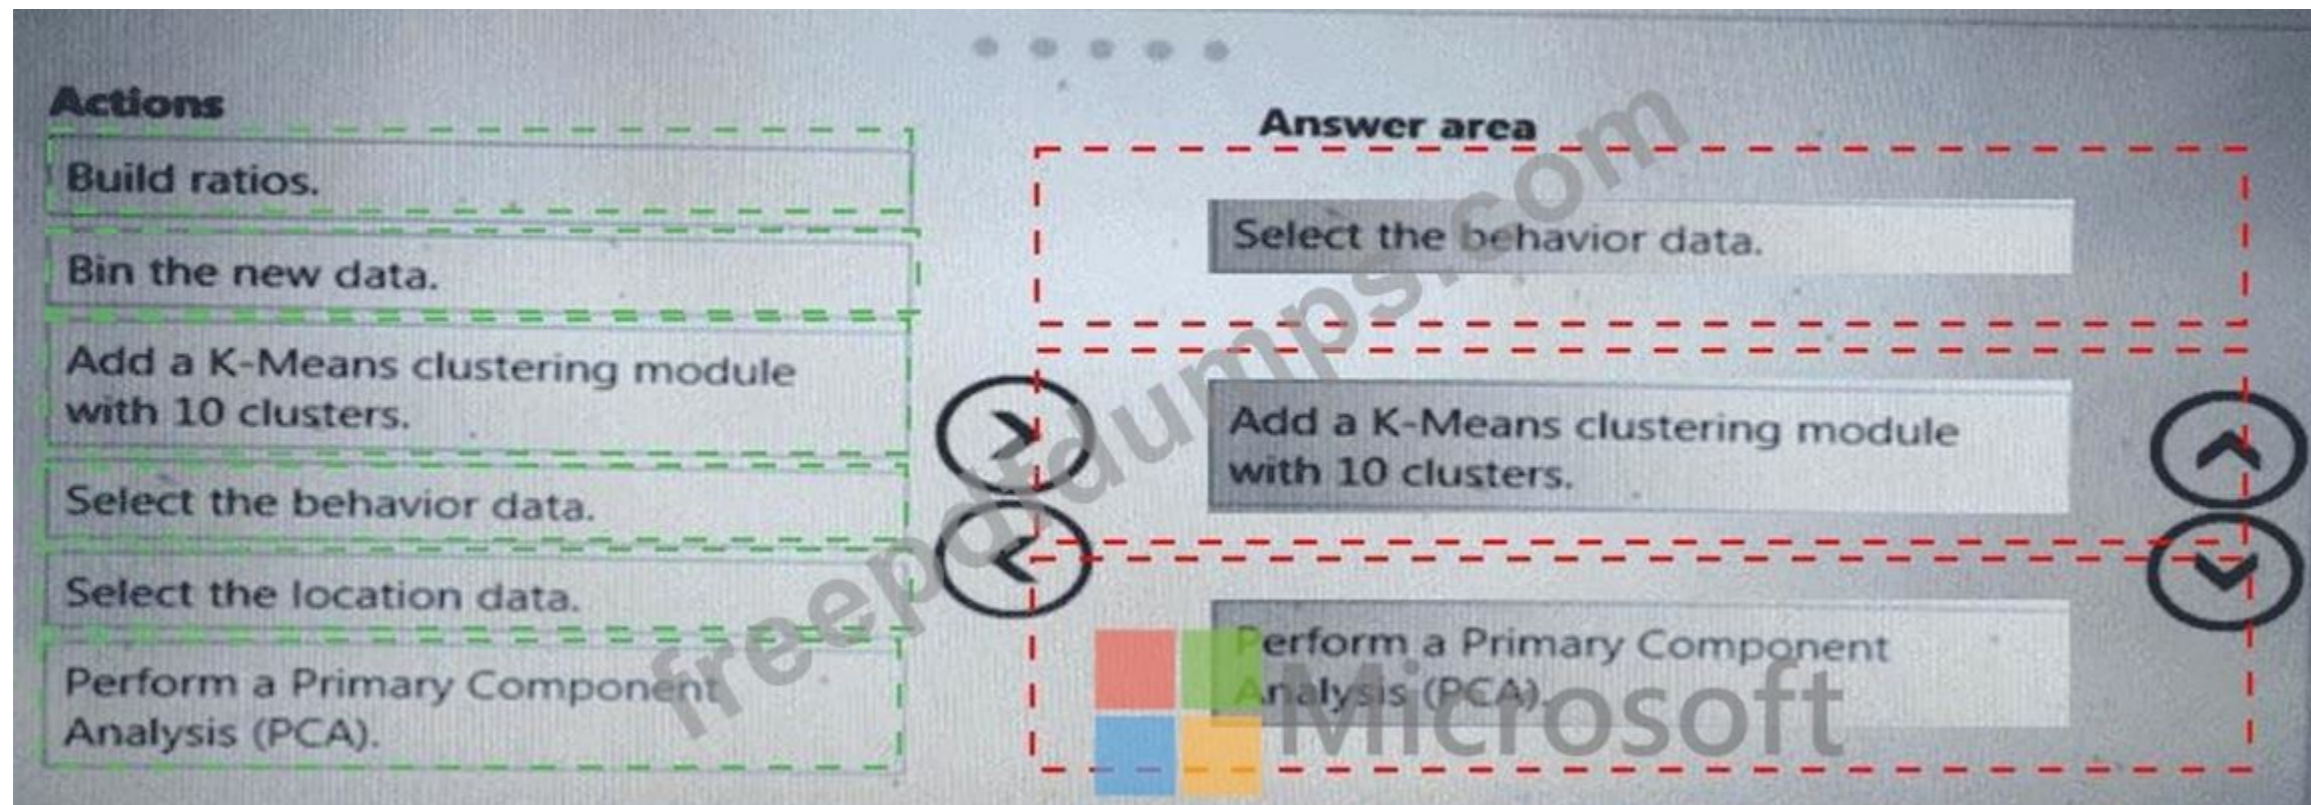 Actions
Build ratios.
Bin the new data.
Add a K-Means clustering module
with 10 clusters.
Select the behavior data.
Select the location data.
Perform a Primary Component
Analysis (PCA).
Answer area
Select the behavior data.
Add a K-Means clustering module
with 10 clusters.
Perform a Primary Component
Analysis (PCA).
freepdfdumps.com
Microsoft